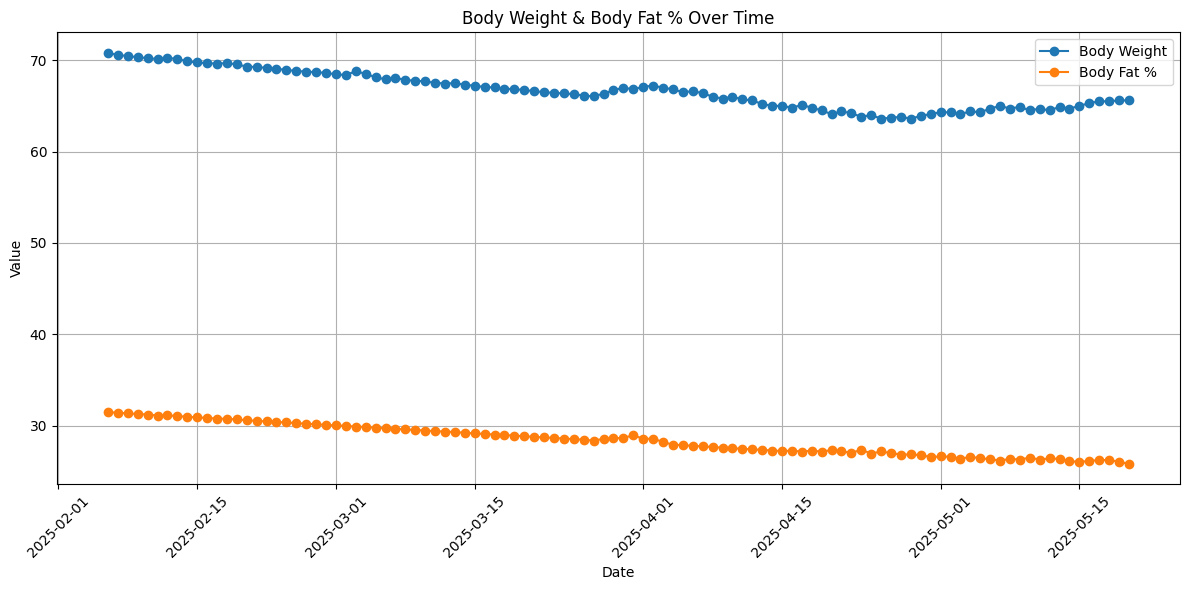 Body Weight & Body Fat % Over Time
Body Weight
Body Fat %
Value
70
60
50
40
30
2025-02-01
2025-02-15
2025-03-01
2025-03-15
2025-04-01
2025-04-15
2025-05-01
2025-05-15
Date